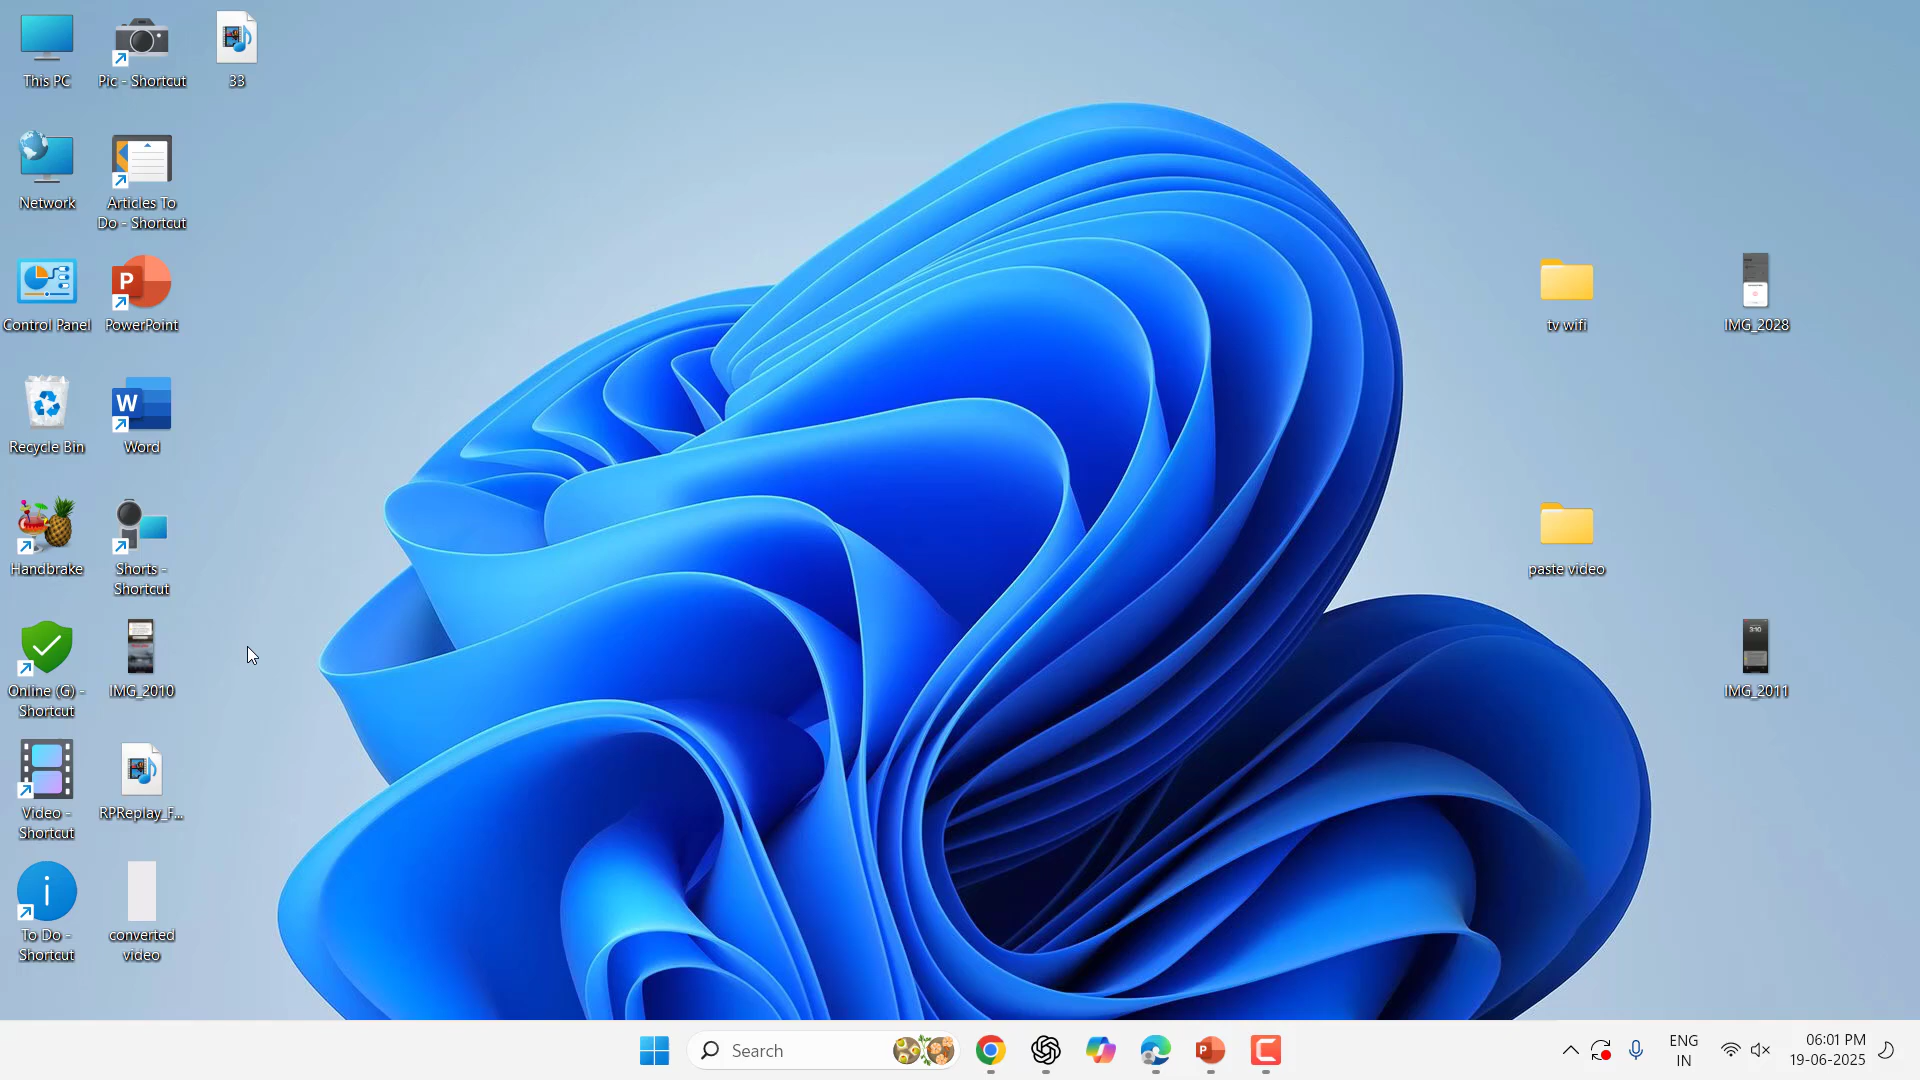 This PC
Pic - Shortcut
33
Network
Articles To
Do - Shortcut
Control Panel
PowerPoint
tv wifi
IMG_2028
Recycle Bin
Word
Handbrake
Shorts -
Shortcut
paste video
Online (G) -
Shortcut
IMG_2010
IMG_2011
Video -
Shortcut
RPReplay_F...
To Do -
Shortcut
converted
video
Search
ENG
IN
06:01 PM
19-06-2025